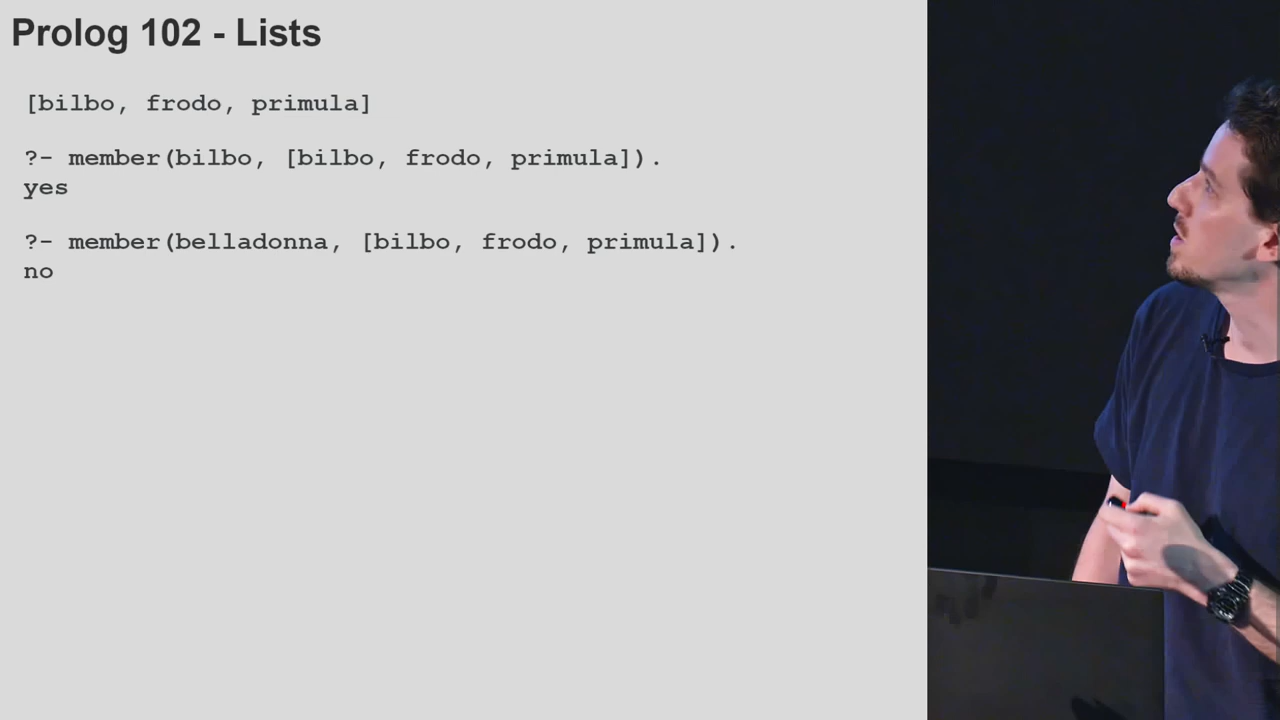 Prolog 102 - Lists
[bilbo, frodo, primula]
?- member(bilbo, [bilbo, frodo, primula]).
yes
?- member(belladonna, [bilbo, frodo, primula]).
no